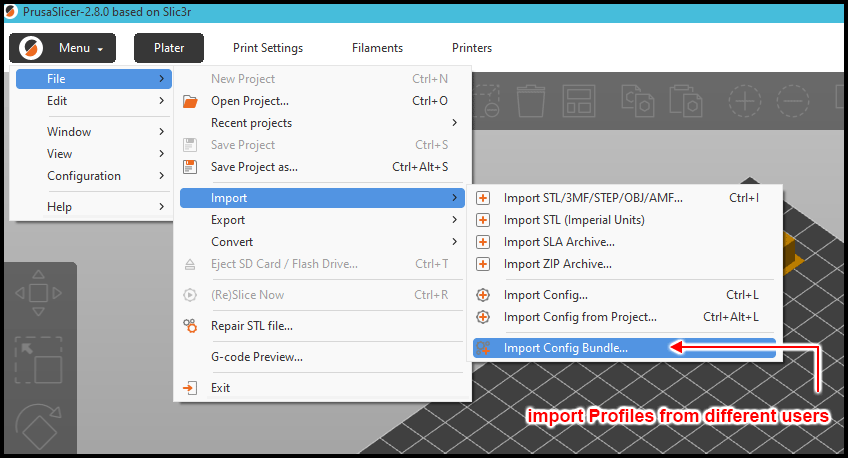 PrusaSlicer-2.8.0 based on Slic3r
Menu Plater Print Settings Filaments Printers
File
Edit
Window
View
Configuration
Help
New Project Ctrl+N
Open Project... Ctrl+O
Recent projects
Save Project Ctrl+S
Save Project as... Ctrl+Alt+S
Import
Export
Convert
Eject SD Card / Flash Drive... Ctrl+T
(Re)Slice Now Ctrl+R
Repair STL file...
G-code Preview...
Exit
Import STL/3MF/STEP/OBJ/AMF... Ctrl+I
Import STL (Imperial Units)
Import SLA Archive...
Import ZIP Archive...
Import Config... Ctrl+L
Import Config from Project... Ctrl+Alt+L
Import Config Bundle...
import Profiles from different users